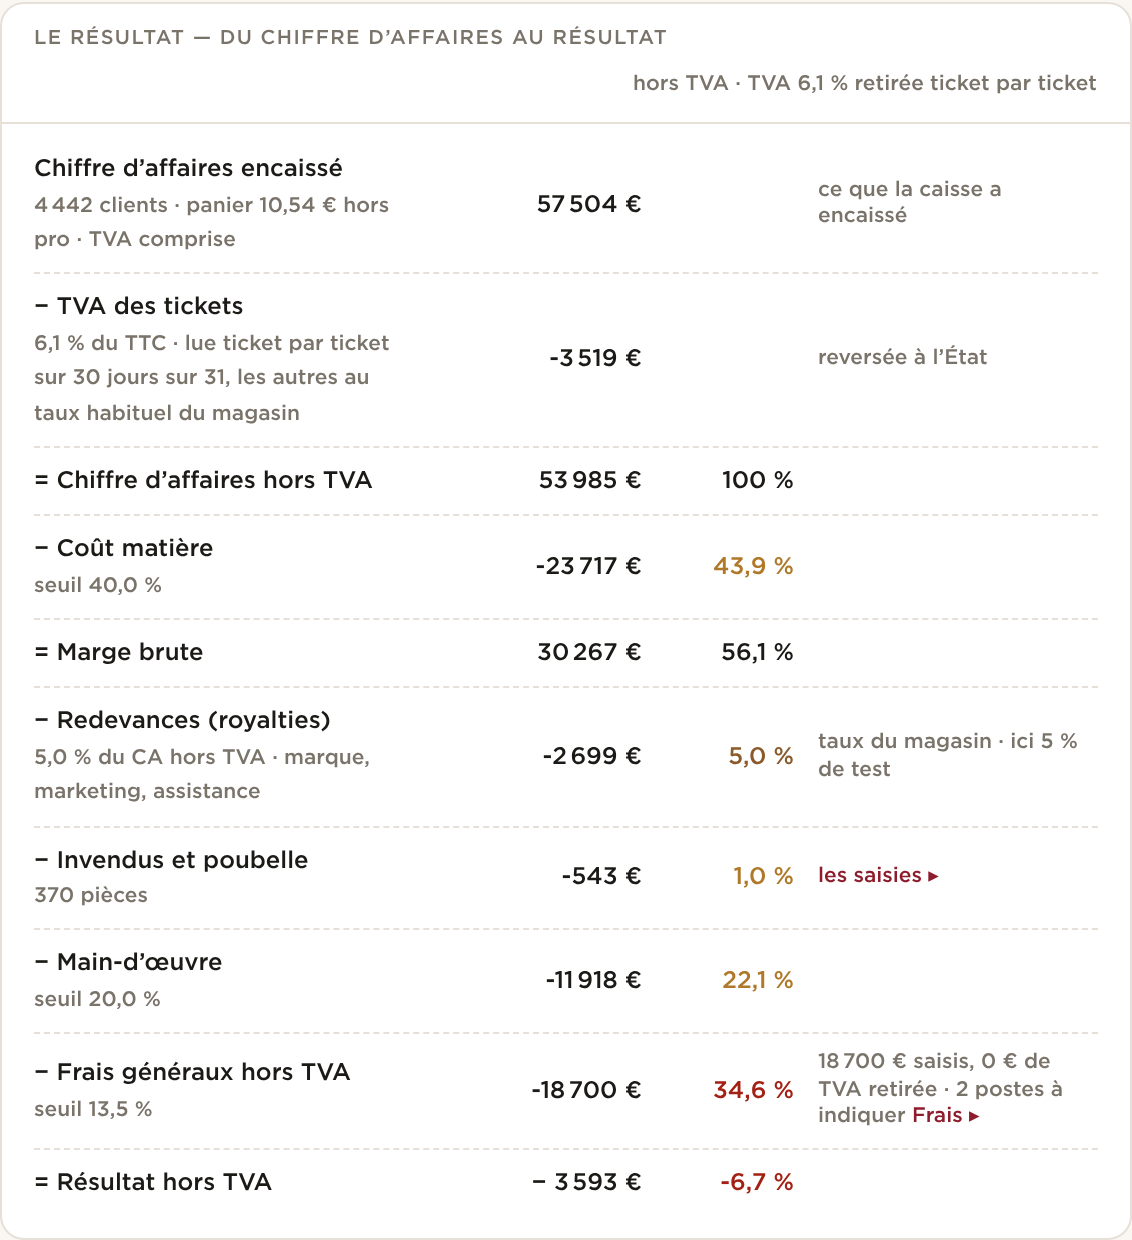 LE RÉSULTAT — DU CHIFFRE D’AFFAIRES AU RÉSULTAT
hors TVA · TVA 6,1 % retirée ticket par ticket
Chiffre d’affaires encaissé
4 442 clients · panier 10,54 € hors
pro · TVA comprise
57 504 €
ce que la caisse a
encaissé
− TVA des tickets
6,1 % du TTC · lue ticket par ticket
sur 30 jours sur 31, les autres au
taux habituel du magasin
-3 519 €
reversée à l’État
= Chiffre d’affaires hors TVA
53 985 €
100 %
− Coût matière
seuil 40,0 %
-23 717 €
43,9 %
= Marge brute
30 267 €
56,1 %
− Redevances (royalties)
5,0 % du CA hors TVA · marque,
marketing, assistance
-2 699 €
5,0 %
taux du magasin · ici 5 %
de test
− Invendus et poubelle
370 pièces
-543 €
1,0 %
les saisies ▸
− Main-d’œuvre
seuil 20,0 %
-11 918 €
22,1 %
− Frais généraux hors TVA
seuil 13,5 %
-18 700 €
34,6 %
18 700 € saisis, 0 € de
TVA retirée · 2 postes à
indiquer Frais ▸
= Résultat hors TVA
− 3 593 €
-6,7 %